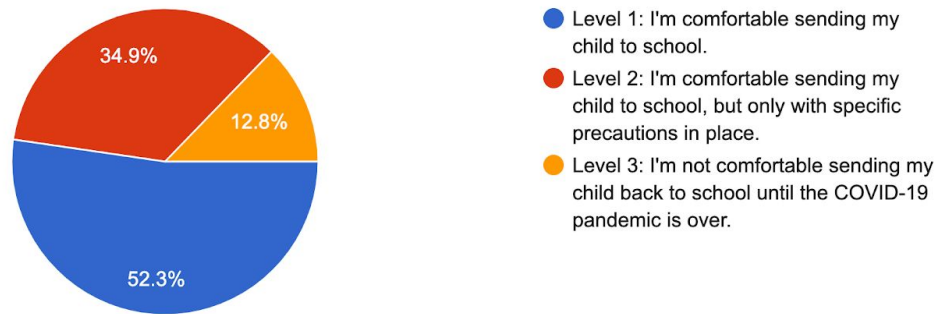 34.9%
12.8%
52.3%
Level 1: I'm comfortable sending my
child to school.
Level 2: I'm comfortable sending my
child to school, but only with specific
precautions in place.
Level 3: I'm not comfortable sending my
child back to school until the COVID-19
pandemic is over.